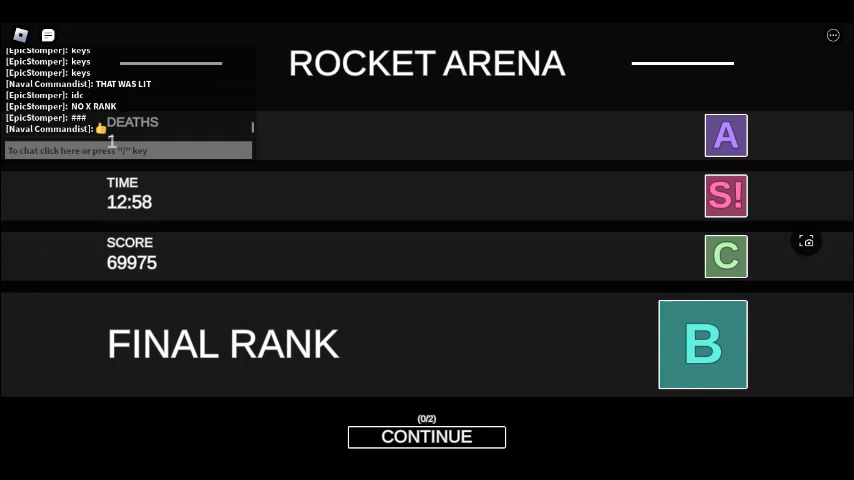 [EpicStomper]: keys
[EpicStomper]: keys
[EpicStomper]: keys
[Naval Commandist]: THAT WAS LIT
[EpicStomper]: idc
[EpicStomper]: NO X RANK
[EpicStomper]: ###
[Naval Commandist]: 👍
To chat click here or press "/" key
ROCKET ARENA
DEATHS
1
A
TIME
12:58
S!
SCORE
69975
C
FINAL RANK
B
(0/2)
CONTINUE